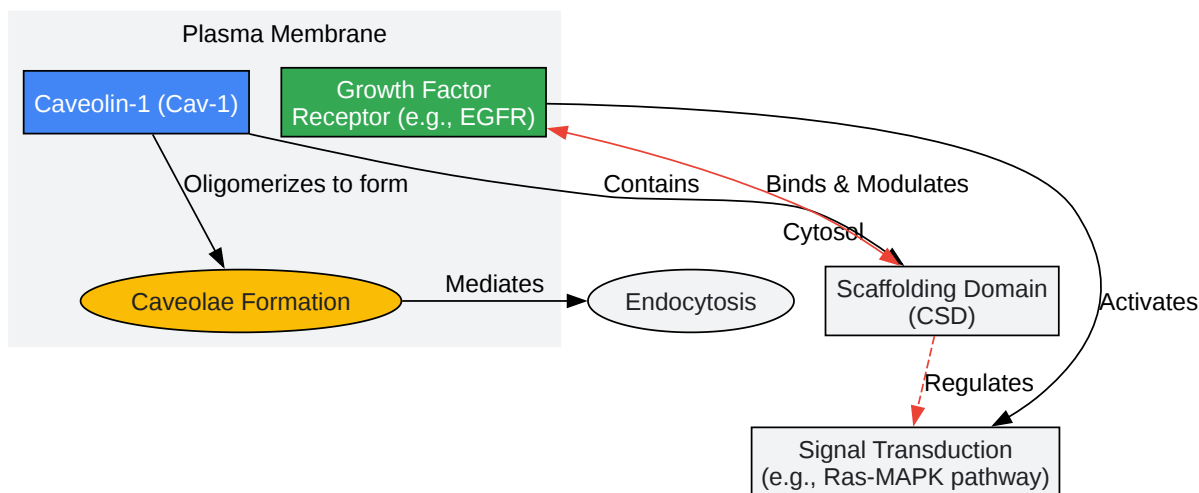 Plasma Membrane
Caveolin-1 (Cav-1)
Growth Factor
Receptor (e.g., EGFR)
Oligomerizes to form
Contains
Binds & Modulates
Cytosol
Caveolae Formation
Mediates
Endocytosis
Scaffolding Domain
(CSD)
Activates
Regulates
Signal Transduction
(e.g., Ras-MAPK pathway)